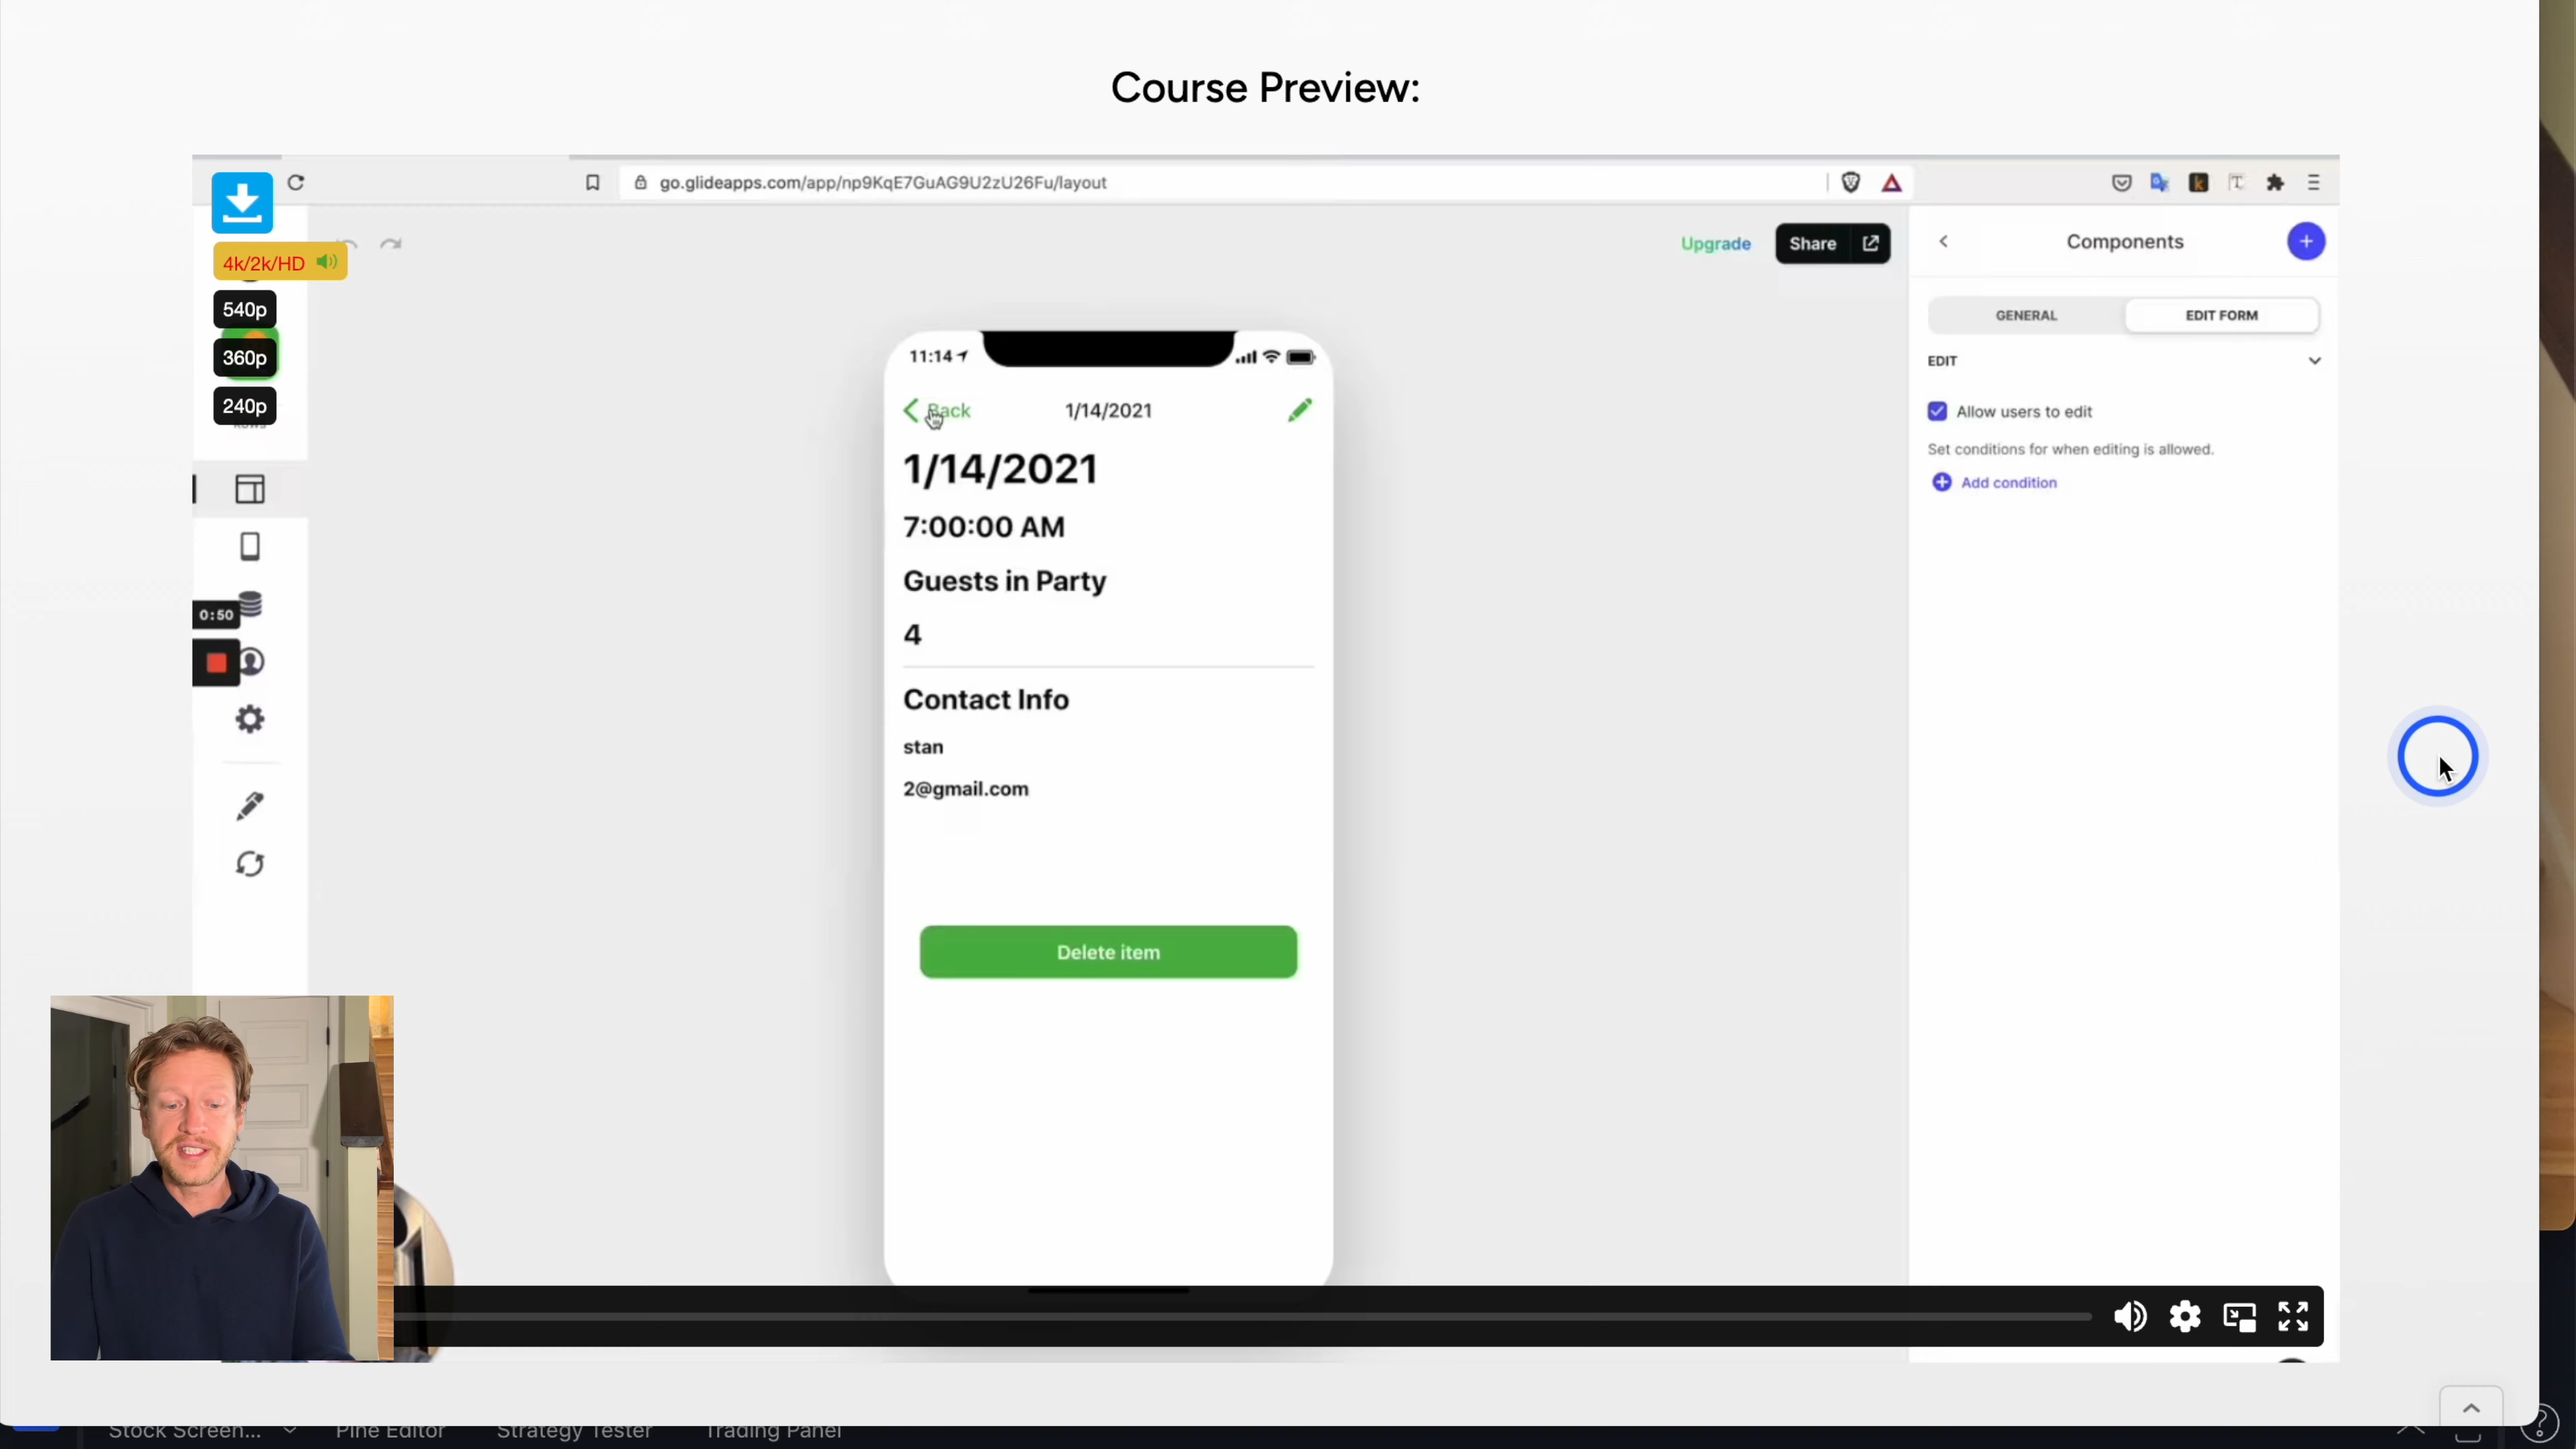 Course Preview:
go.glideapps.com/app/np9KqE7GuAG9U2zU26Fu/layout
4k/2k/HD
540p
360p
240p
Upgrade
Share
Components
GENERAL
EDIT FORM
EDIT
Allow users to edit
Set conditions for when editing is allowed.
Add condition
11:14
Back
1/14/2021
1/14/2021
7:00:00 AM
Guests in Party
4
Contact Info
stan
2@gmail.com
Delete item
0:50
Stock Screen...
Pine Editor
Strategy Tester
Trading Panel